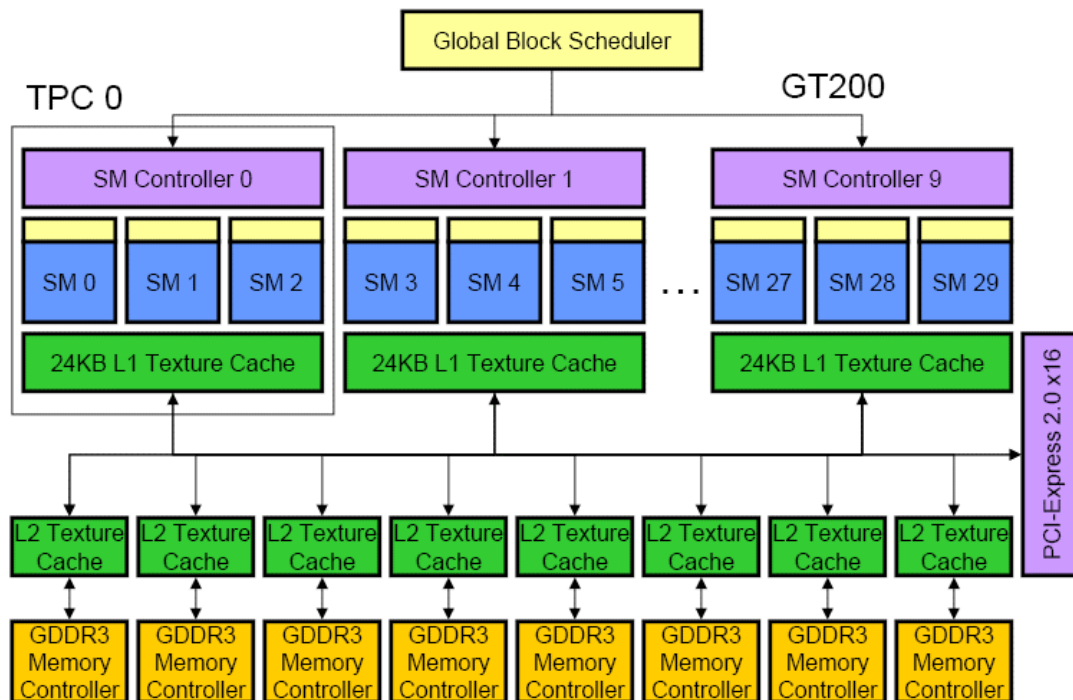 Global Block Scheduler
TPC 0
GT200
SM Controller 0
SM Controller 1
SM Controller 9
SM 0
SM 1
SM 2
SM 3
SM 4
SM 5
...
SM 27
SM 28
SM 29
24KB L1 Texture Cache
24KB L1 Texture Cache
24KB L1 Texture Cache
PCI-Express 2.0 x16
L2 Texture
Cache
L2 Texture
Cache
L2 Texture
Cache
L2 Texture
Cache
L2 Texture
Cache
L2 Texture
Cache
L2 Texture
Cache
L2 Texture
Cache
GDDR3
Memory
Controller
GDDR3
Memory
Controller
GDDR3
Memory
Controller
GDDR3
Memory
Controller
GDDR3
Memory
Controller
GDDR3
Memory
Controller
GDDR3
Memory
Controller
GDDR3
Memory
Controller